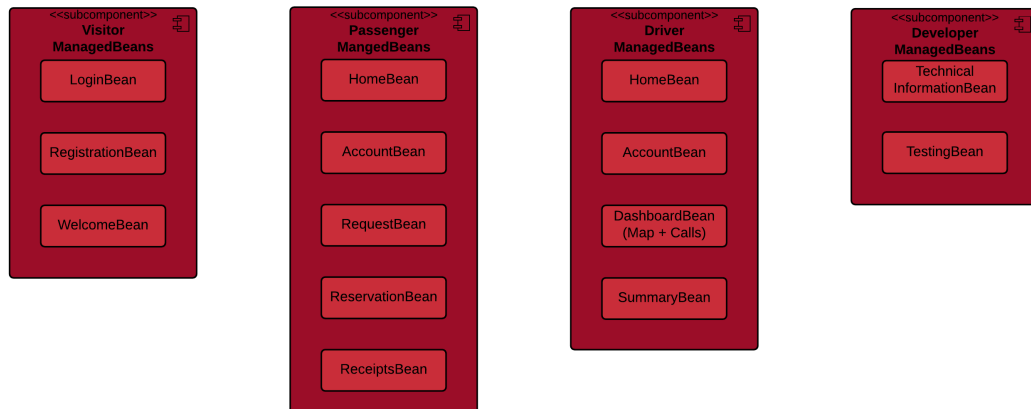 <<subcomponent>>
Visitor
ManagedBeans
LoginBean
RegistrationBean
WelcomeBean
<<subcomponent>>
Passenger
MangedBeans
HomeBean
AccountBean
RequestBean
ReservationBean
ReceiptsBean
<<subcomponent>>
Driver
ManagedBeans
HomeBean
AccountBean
DashboardBean
(Map + Calls)
SummaryBean
<<subcomponent>>
Developer
ManagedBeans
Technical
InformationBean
TestingBean